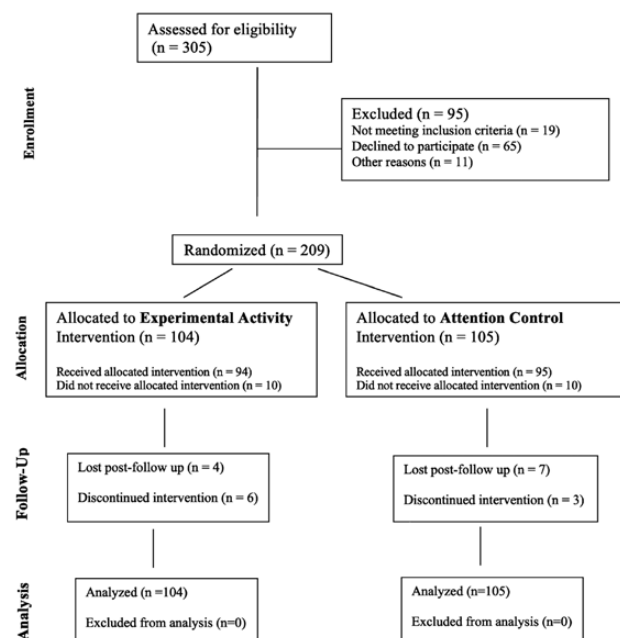 Assessed for eligibility
(n = 305)
Enrollment
Excluded (n = 95)
Not meeting inclusion criteria (n = 19)
Declined to participate (n = 65)
Other reasons (n = 11)
Randomized (n = 209)
Allocation
Allocated to Experimental Activity
Intervention (n = 104)
Received allocated intervention (n = 94)
Did not receive allocated intervention (n = 10)
Allocated to Attention Control
Intervention (n = 105)
Received allocated intervention (n = 95)
Did not receive allocated intervention (n = 10)
Follow-Up
Lost post-follow up (n = 4)
Discontinued intervention (n = 6)
Lost post-follow up (n = 7)
Discontinued intervention (n = 3)
Analysis
Analyzed (n =104)
Excluded from analysis (n=0)
Analyzed (n=105)
Excluded from analysis (n=0)